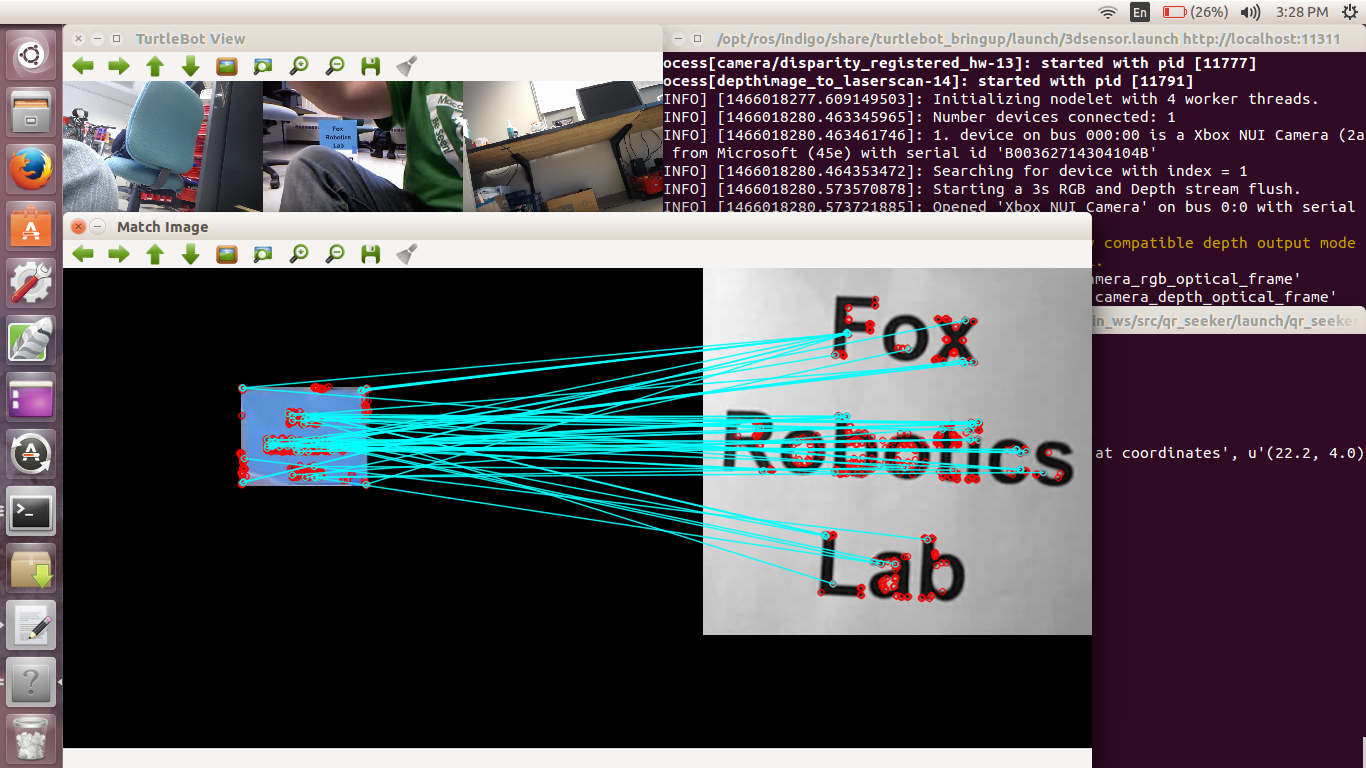 En (26%) 3:28 PM
TurtleBot View
Fox
Robotics
Lab
/opt/ros/indigo/share/turtlebot_bringup/launch/3dsensor.launch http://localhost:11311
ocess[camera/disparity_registered_hw-13]: started with pid [11777]
ocess[depthimage_to_laserscan-14]: started with pid [11791]
INFO] [1466018277.609149503]: Initializing nodelet with 4 worker threads.
INFO] [1466018280.463345965]: Number devices connected: 1
INFO] [1466018280.463461746]: 1. device on bus 000:00 is a Xbox NUI Camera (2a
from Microsoft (45e) with serial id 'B00362714304104B'
INFO] [1466018280.464353472]: Searching for device with index = 1
INFO] [1466018280.573570878]: Starting a 3s RGB and Depth stream flush.
INFO] [1466018280.573721885]: Opened 'Xbox NUI Camera' on bus 0:0 with serial
compatible depth output mode
mera_rgb_optical_frame'
camera_depth_optical_frame'
in_ws/src/qr_seeker/launch/qr_seeker
at coordinates', u'(22.2, 4.0)
Match Image
Fox
Robotics
Lab